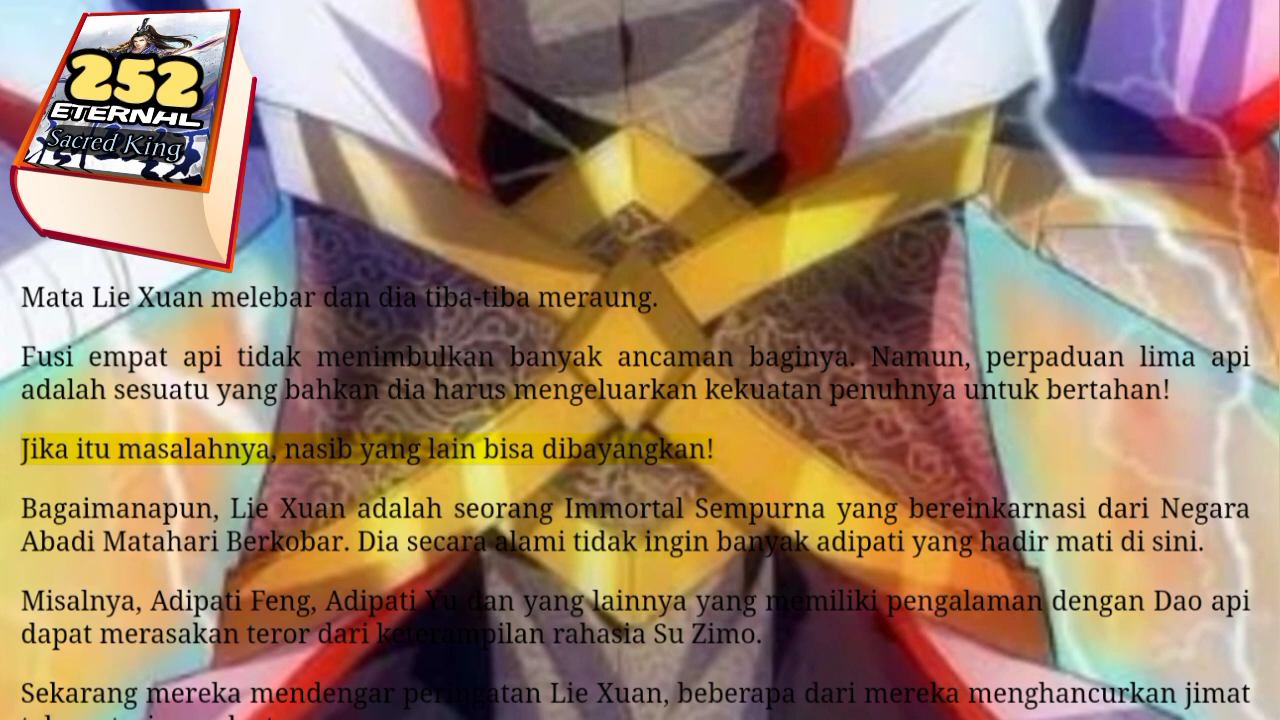 252
ETERNAL
Sacred King
Mata Lie Xuan melebar dan dia tiba-tiba meraung.
Fusi empat api tidak menimbulkan banyak ancaman baginya. Namun, perpaduan lima api
adalah sesuatu yang bahkan dia harus mengeluarkan kekuatan penuhnya untuk bertahan!
Jika itu masalahnya, nasib yang lain bisa dibayangkan!
Bagaimanapun, Lie Xuan adalah seorang Immortal Sempurna yang bereinkarnasi dari Negara
Abadi Matahari Berkobar. Dia secara alami tidak ingin banyak adipati yang hadir mati di sini.
Misalnya, Adipati Feng, Adipati Yu dan yang lainnya yang memiliki pengalaman dengan Dao api
dapat merasakan teror dari keterampilan rahasia Su Zimo.
Sekarang mereka mendengar peringatan Lie Xuan, beberapa dari mereka menghancurkan jimat